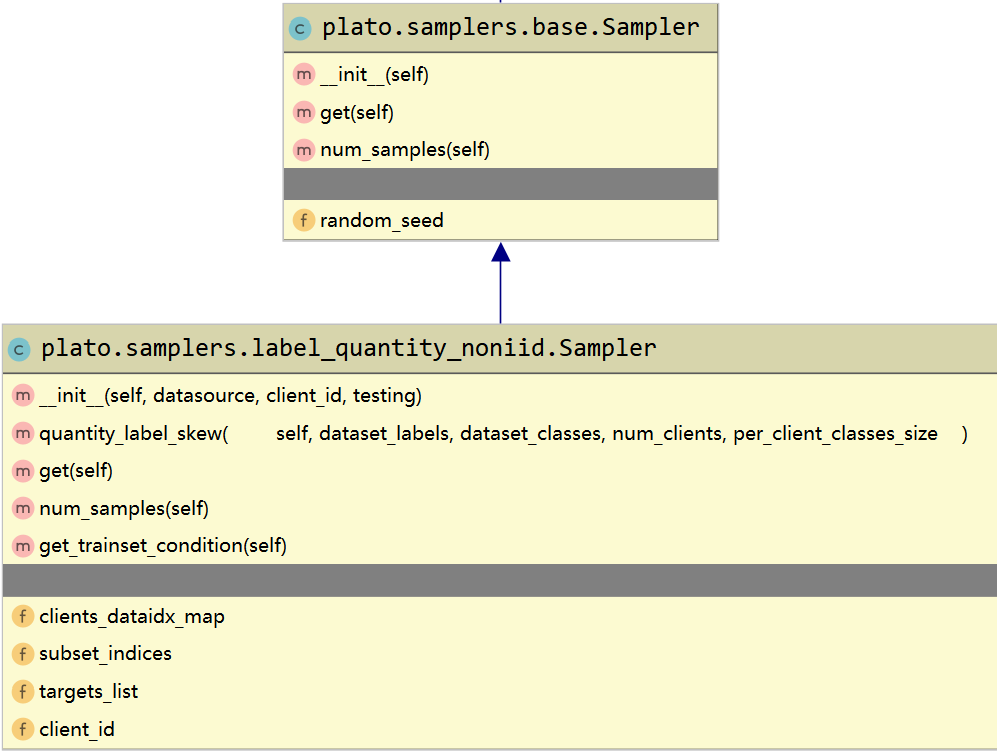 c plato.samplers.base.Sampler
m __init__(self)
m get(self)
m num_samples(self)
f random_seed
c plato.samplers.label_quantity_noniid.Sampler
m __init__(self, datasource, client_id, testing)
m quantity_label_skew( self, dataset_labels, dataset_classes, num_clients, per_client_classes_size )
m get(self)
m num_samples(self)
m get_trainset_condition(self)
f clients_dataidx_map
f subset_indices
f targets_list
f client_id